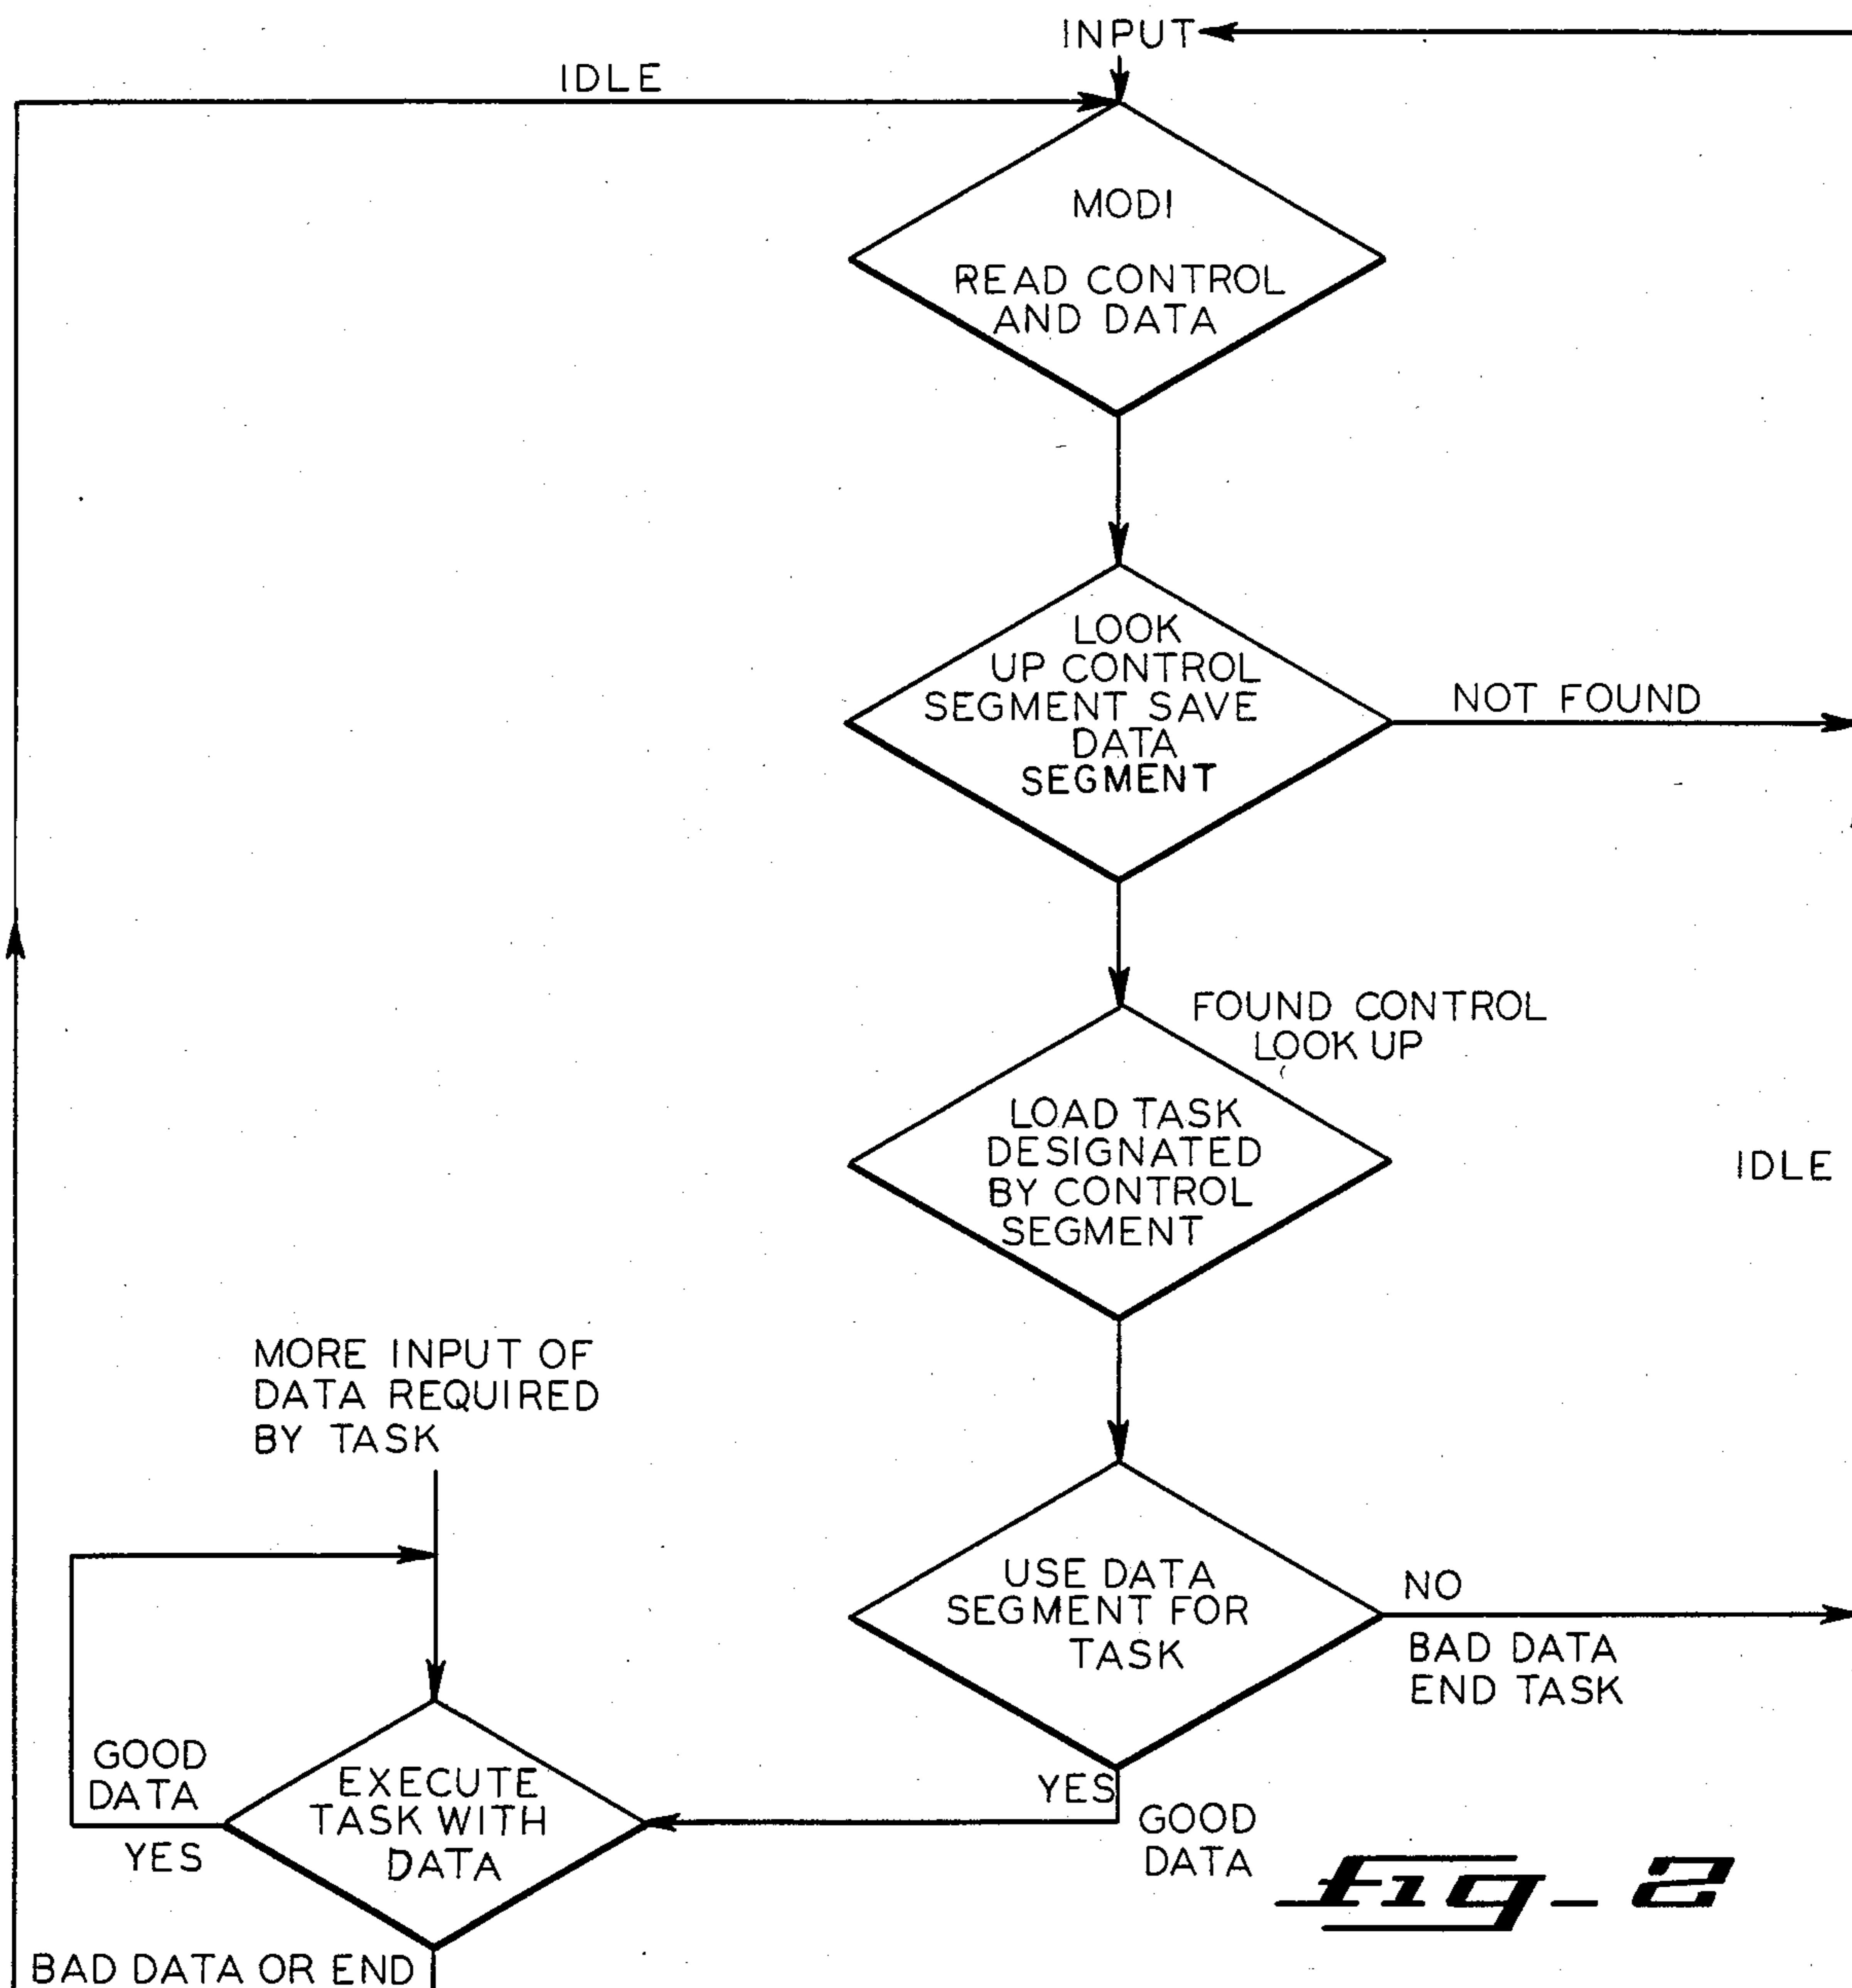 INPUT
IDLE
MODI
READ CONTROL
AND DATA
LOOK
UP CONTROL
SEGMENT SAVE
DATA
SEGMENT
NOT FOUND
FOUND CONTROL
LOOK UP
LOAD TASK
DESIGNATED
BY CONTROL
SEGMENT
IDLE
MORE INPUT OF
DATA REQUIRED
BY TASK
USE DATA
SEGMENT FOR
TASK
NO
BAD DATA
END TASK
YES
GOOD
DATA
EXECUTE
TASK WITH
DATA
GOOD
DATA
YES
BAD DATA OR END
fig-2